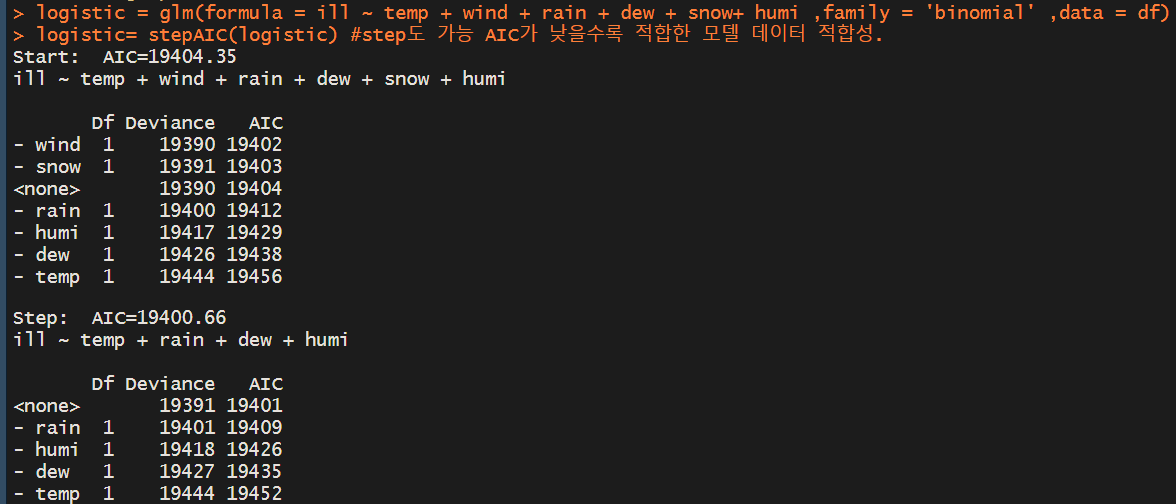 > logistic = glm(formula = ill ~ temp + wind + rain + dew + snow+ humi ,family = 'binomial' ,data = df)
> logistic= stepAIC(logistic) #step도 가능 AIC가 낮을수록 적합한 모델 데이터 적합성.
Start:  AIC=19404.35
ill ~ temp + wind + rain + dew + snow + humi
       Df Deviance   AIC
- wind  1    19390 19402
- snow  1    19391 19403
<none>       19390 19404
- rain  1    19400 19412
- humi  1    19417 19429
- dew   1    19426 19438
- temp  1    19444 19456
Step:  AIC=19400.66
ill ~ temp + rain + dew + humi
       Df Deviance   AIC
<none>       19391 19401
- rain  1    19401 19409
- humi  1    19418 19426
- dew   1    19427 19435
- temp  1    19444 19452